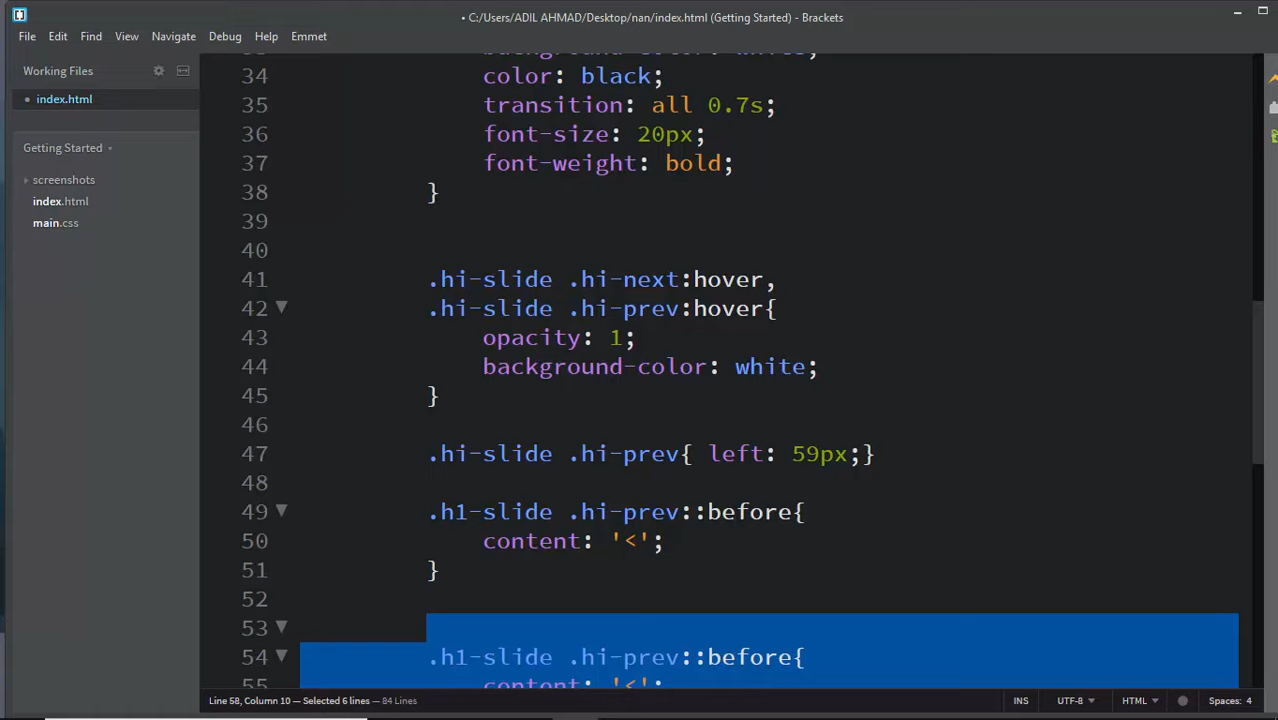 • C:/Users/ADIL AHMAD/Desktop/nan/index.html (Getting Started) - Brackets
File Edit Find View Navigate Debug Help Emmet
Working Files
• index.html
Getting Started
screenshots
index.html
main.css
34 color: black;
35 transition: all 0.7s;
36 font-size: 20px;
37 font-weight: bold;
38 }
39
40
41 .hi-slide .hi-next:hover,
42 .hi-slide .hi-prev:hover{
43 opacity: 1;
44 background-color: white;
45 }
46
47 .hi-slide .hi-prev{ left: 59px;}
48
49 .h1-slide .hi-prev::before{
50 content: '<';
51 }
52
53
54 .h1-slide .hi-prev::before{
55 content: '<';
Line 58, Column 10 — Selected 6 lines — 84 Lines
INS UTF-8 HTML Spaces: 4